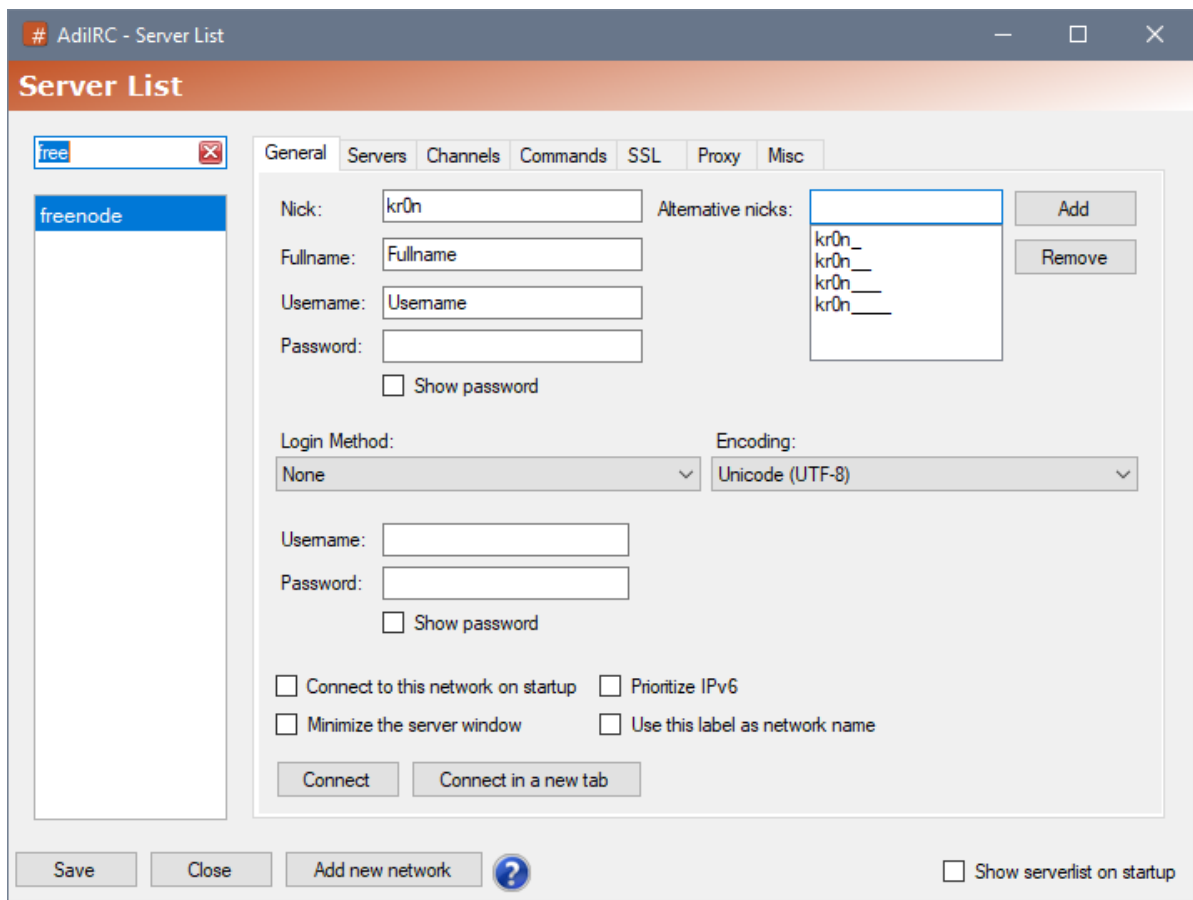 AdiIRC - Server List
Server List
free
freenode
General Servers Channels Commands SSL Proxy Misc
Nick: kr0n Alternative nicks: Add
kr0n_
kr0n__
kr0n___
kr0n____
Remove
Fullname: Fullname
Username: Username
Password:
Show password
Login Method: Encoding:
None Unicode (UTF-8)
Username:
Password:
Show password
Connect to this network on startup Prioritize IPv6
Minimize the server window Use this label as network name
Connect Connect in a new tab
Save Close Add new network ? Show serverlist on startup